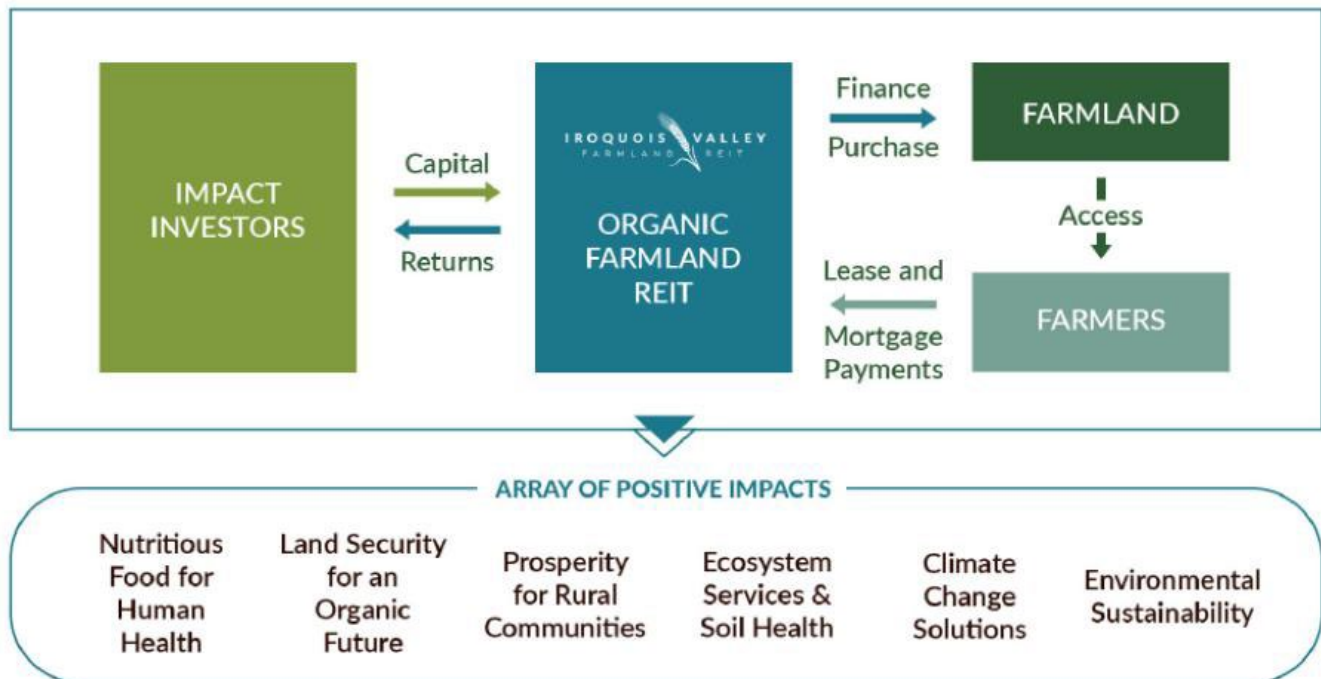 IMPACT
INVESTORS
Capital
Returns
IROQUOIS VALLEY
FARMLAND REIT
ORGANIC
FARMLAND
REIT
Finance
Purchase
FARMLAND
Access
Lease and
Mortgage
Payments
FARMERS
ARRAY OF POSITIVE IMPACTS
Nutritious
Food for
Human
Health
Land Security
for an
Organic
Future
Prosperity
for Rural
Communities
Ecosystem
Services &
Soil Health
Climate
Change
Solutions
Environmental
Sustainability